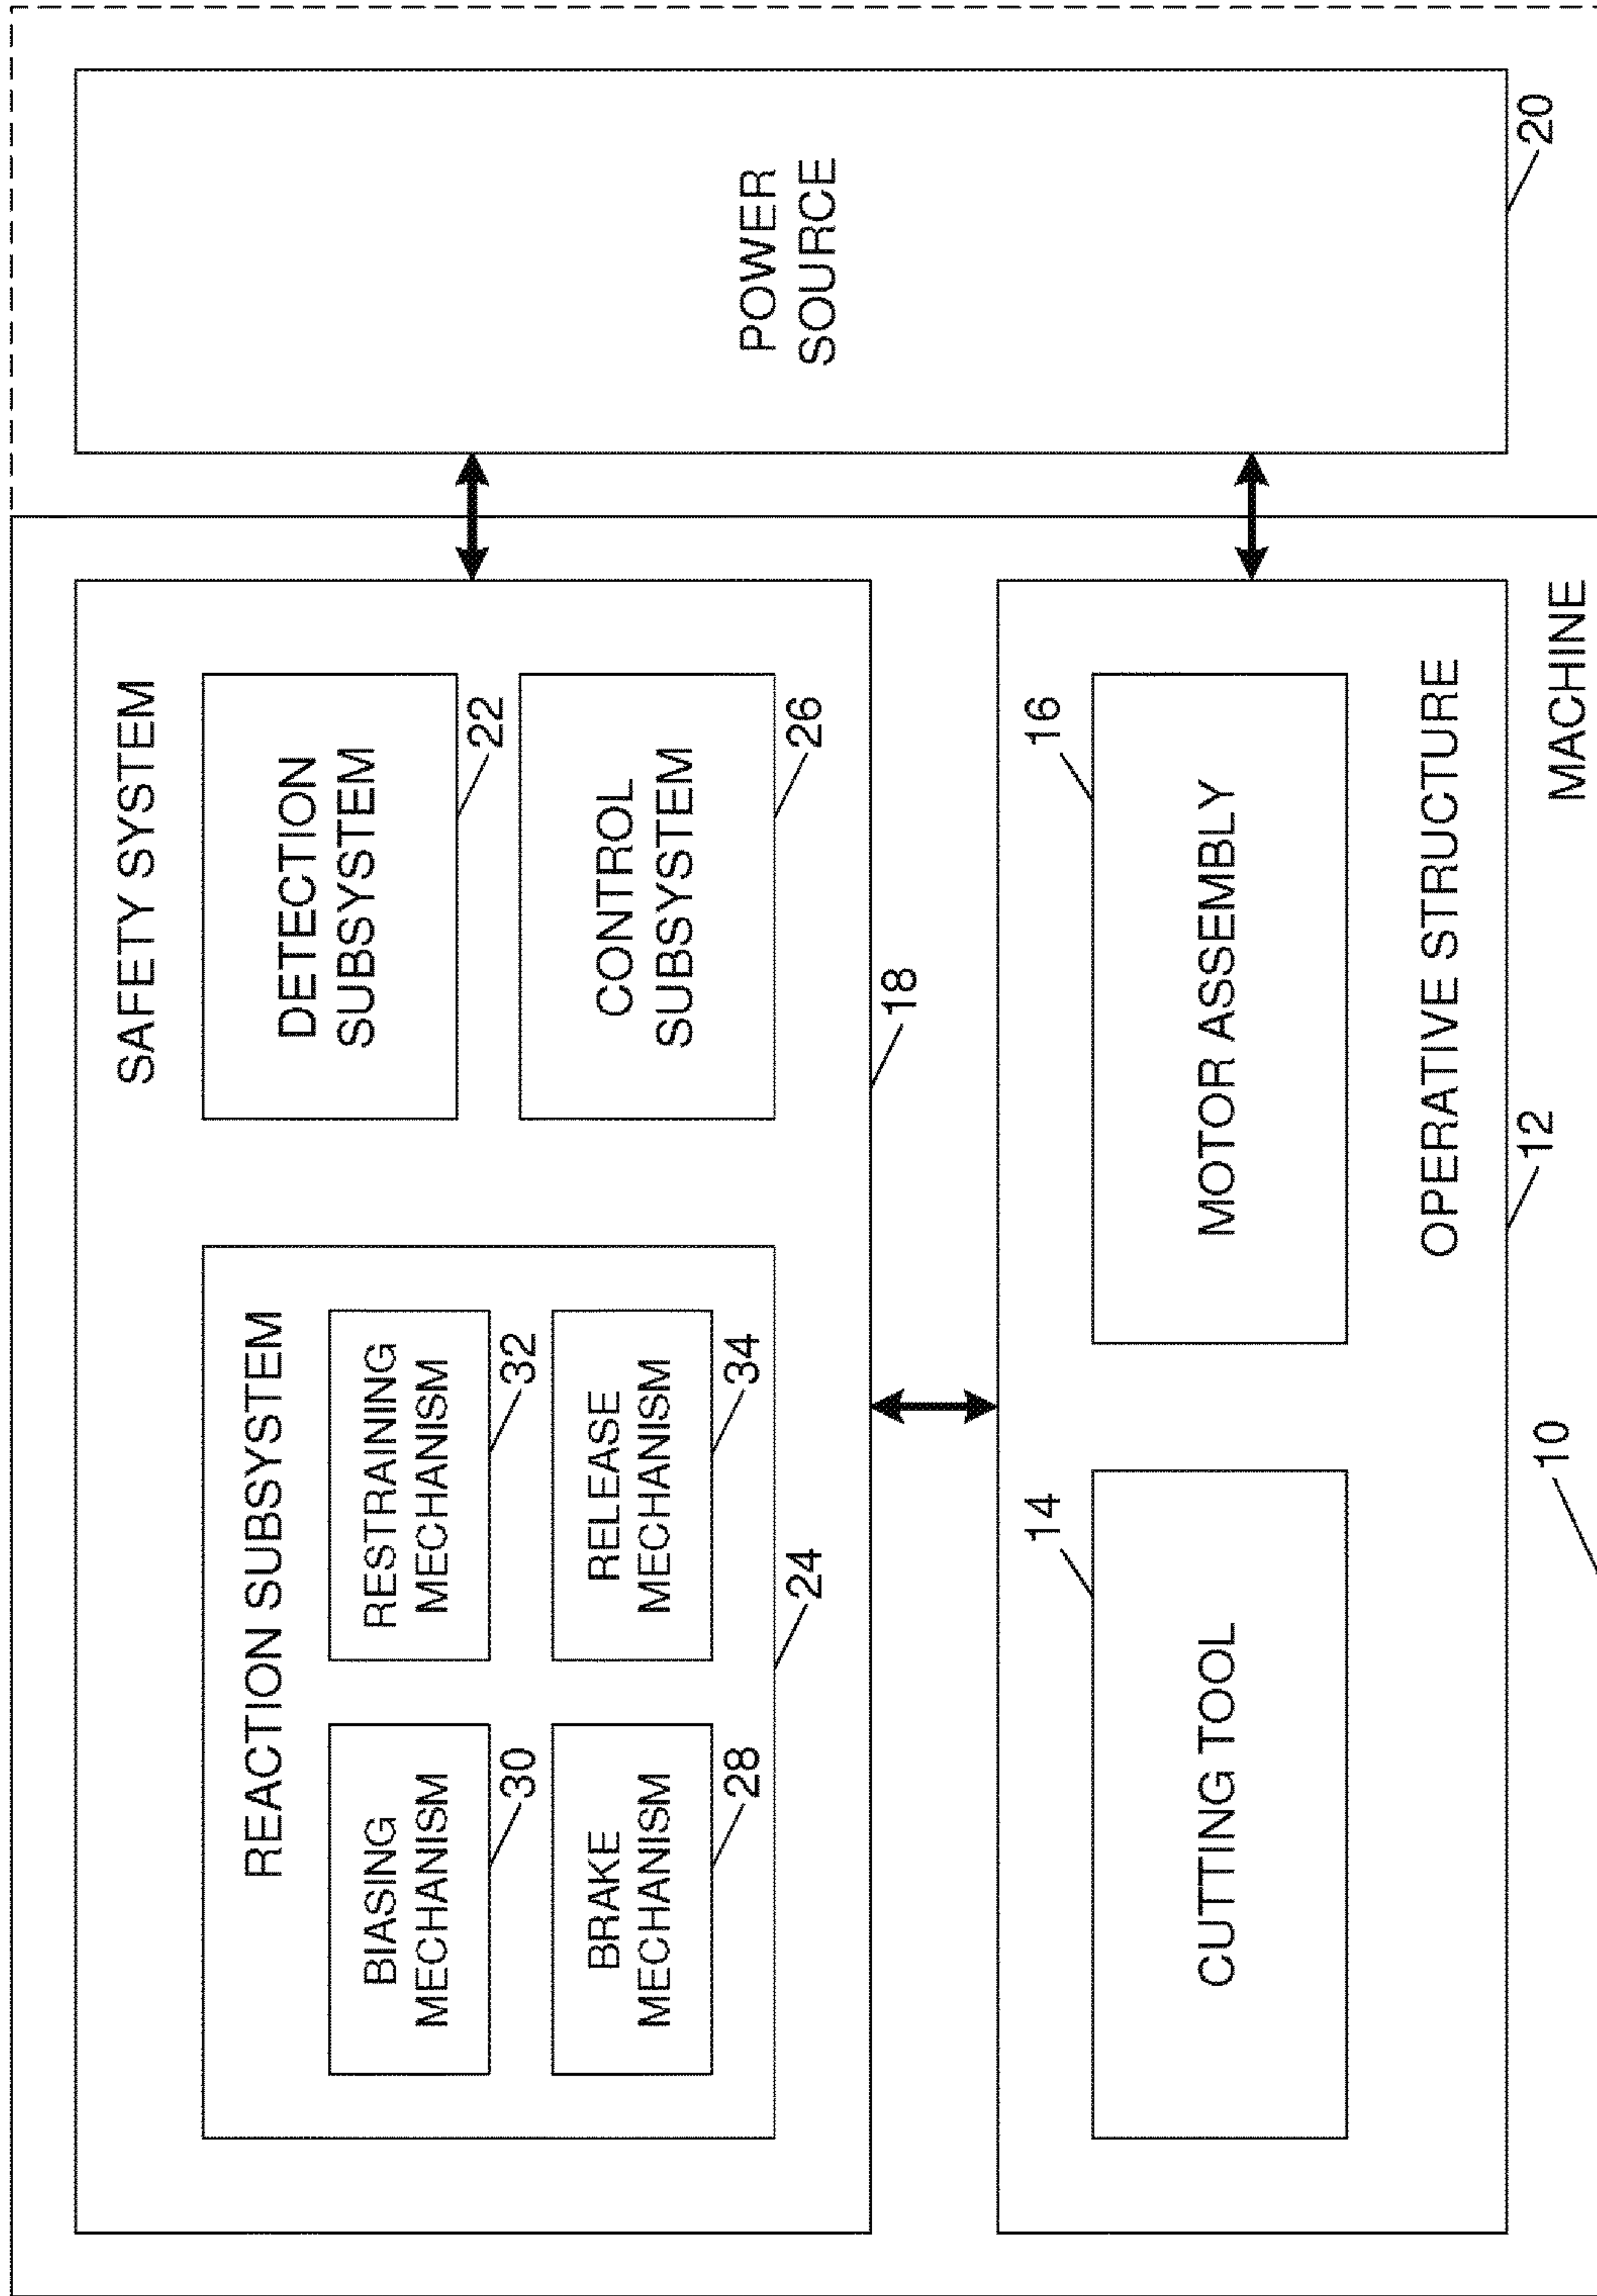 SAFETY SYSTEM
REACTION SUBSYSTEM
BIASING
MECHANISM
30
RESTRAINING
MECHANISM
32
BRAKE
MECHANISM
28
RELEASE
MECHANISM
34
24
DETECTION
SUBSYSTEM
22
CONTROL
SUBSYSTEM
26
18
POWER
SOURCE
20
14
CUTTING TOOL
16
MOTOR ASSEMBLY
OPERATIVE STRUCTURE
12
10
MACHINE